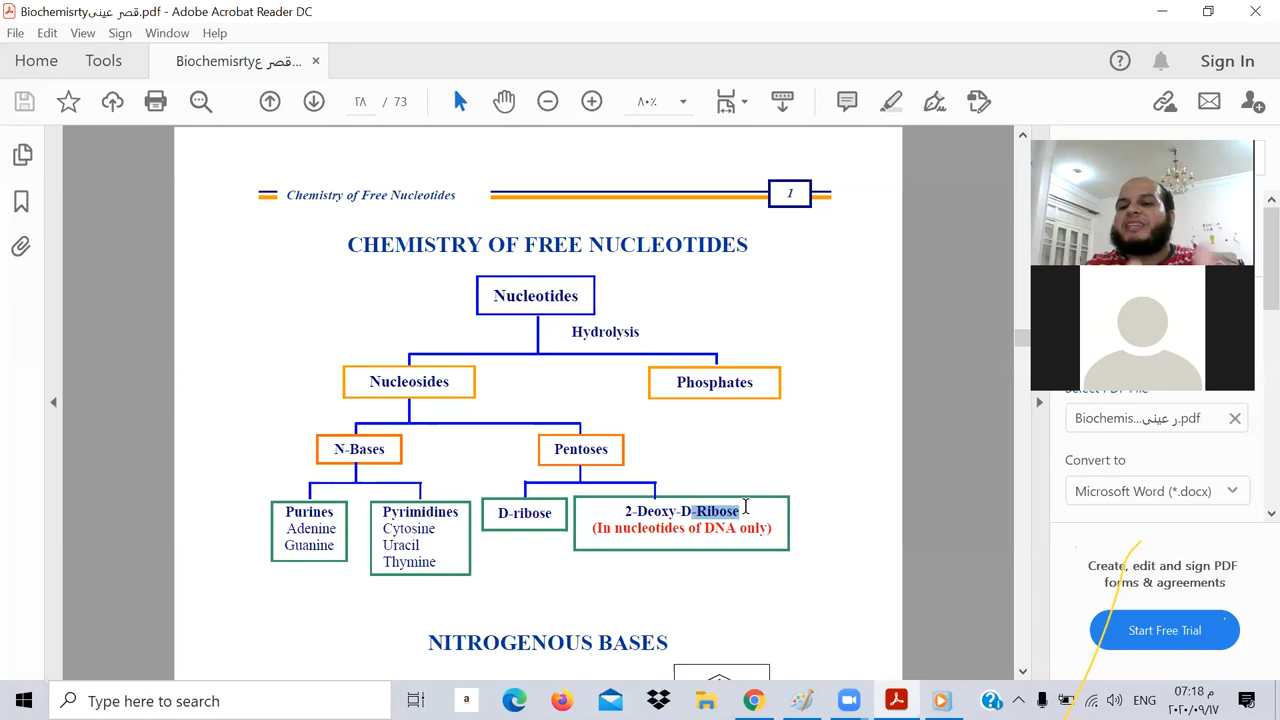 Biochemisrtyقصر عينى.pdf - Adobe Acrobat Reader DC
File Edit View Sign Window Help
Home Tools Biochemisrtyقصر ع... ×
Sign In
٢٨ / 73
٨٠٪
Chemistry of Free Nucleotides
1
CHEMISTRY OF FREE NUCLEOTIDES
Nucleotides
Hydrolysis
Nucleosides
Phosphates
N-Bases
Pentoses
Purines
Adenine
Guanine
Pyrimidines
Cytosine
Uracil
Thymine
D-ribose
2-Deoxy-D-Ribose
(In nucleotides of DNA only)
NITROGENOUS BASES
Biochemis...ر عينى.pdf
Convert to
Microsoft Word (*.docx)
Create, edit and sign PDF
forms & agreements
Start Free Trial
Type here to search
a
ENG
07:18 م
٢٠٢٠/٠٩/١٧